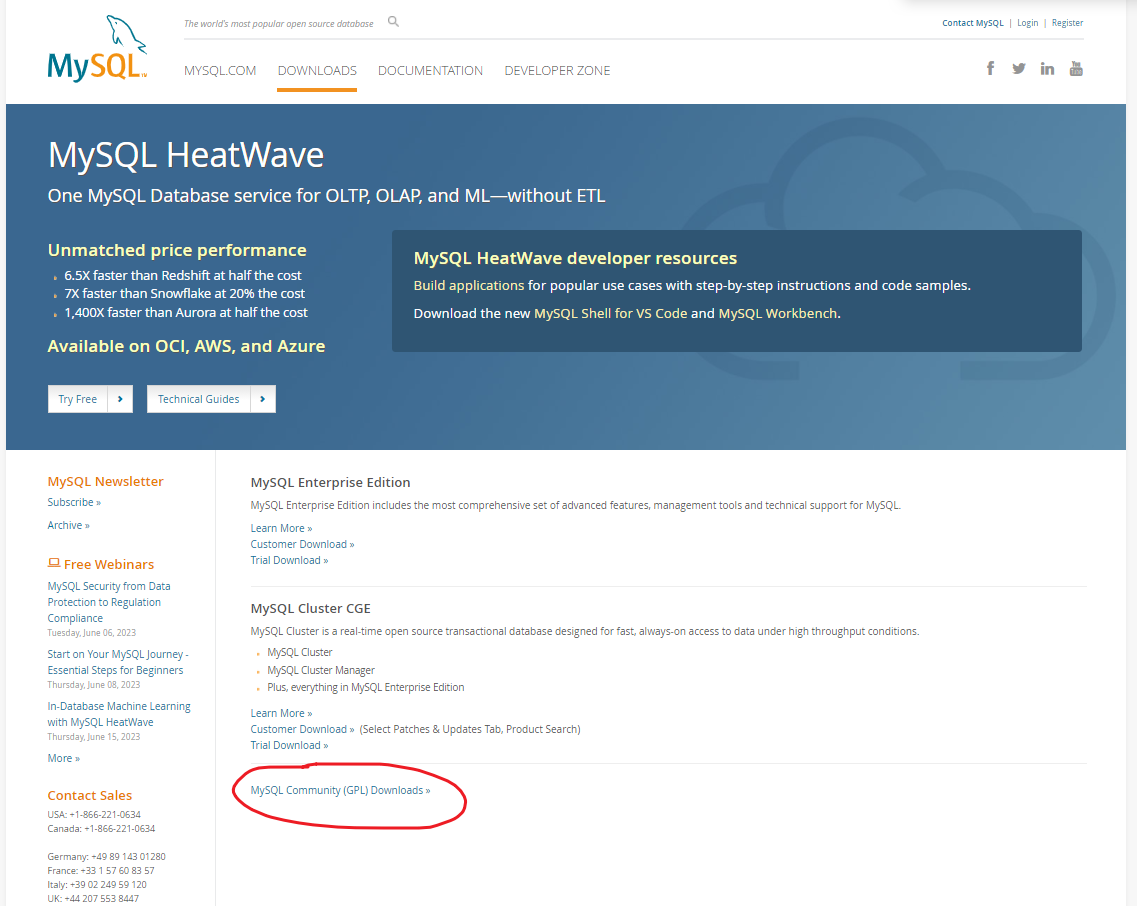 The world's most popular open source database
Contact MySQL | Login | Register
MySQL™
MYSQL.COM DOWNLOADS DOCUMENTATION DEVELOPER ZONE
MySQL HeatWave
One MySQL Database service for OLTP, OLAP, and ML—without ETL
Unmatched price performance
6.5X faster than Redshift at half the cost
7X faster than Snowflake at 20% the cost
1,400X faster than Aurora at half the cost
Available on OCI, AWS, and Azure
Try Free
Technical Guides
MySQL HeatWave developer resources
Build applications for popular use cases with step-by-step instructions and code samples.
Download the new MySQL Shell for VS Code and MySQL Workbench.
MySQL Newsletter
Subscribe »
Archive »
Free Webinars
MySQL Security from Data
Protection to Regulation
Compliance
Tuesday, June 06, 2023
Start on Your MySQL Journey -
Essential Steps for Beginners
Thursday, June 08, 2023
In-Database Machine Learning
with MySQL HeatWave
Thursday, June 15, 2023
More »
Contact Sales
USA: +1-866-221-0634
Canada: +1-866-221-0634
Germany: +49 89 143 01280
France: +33 1 57 60 83 57
Italy: +39 02 249 59 120
UK: +44 207 553 8447
MySQL Enterprise Edition
MySQL Enterprise Edition includes the most comprehensive set of advanced features, management tools and technical support for MySQL.
Learn More »
Customer Download »
Trial Download »
MySQL Cluster CGE
MySQL Cluster is a real-time open source transactional database designed for fast, always-on access to data under high throughput conditions.
MySQL Cluster
MySQL Cluster Manager
Plus, everything in MySQL Enterprise Edition
Learn More »
Customer Download » (Select Patches & Updates Tab, Product Search)
Trial Download »
MySQL Community (GPL) Downloads »